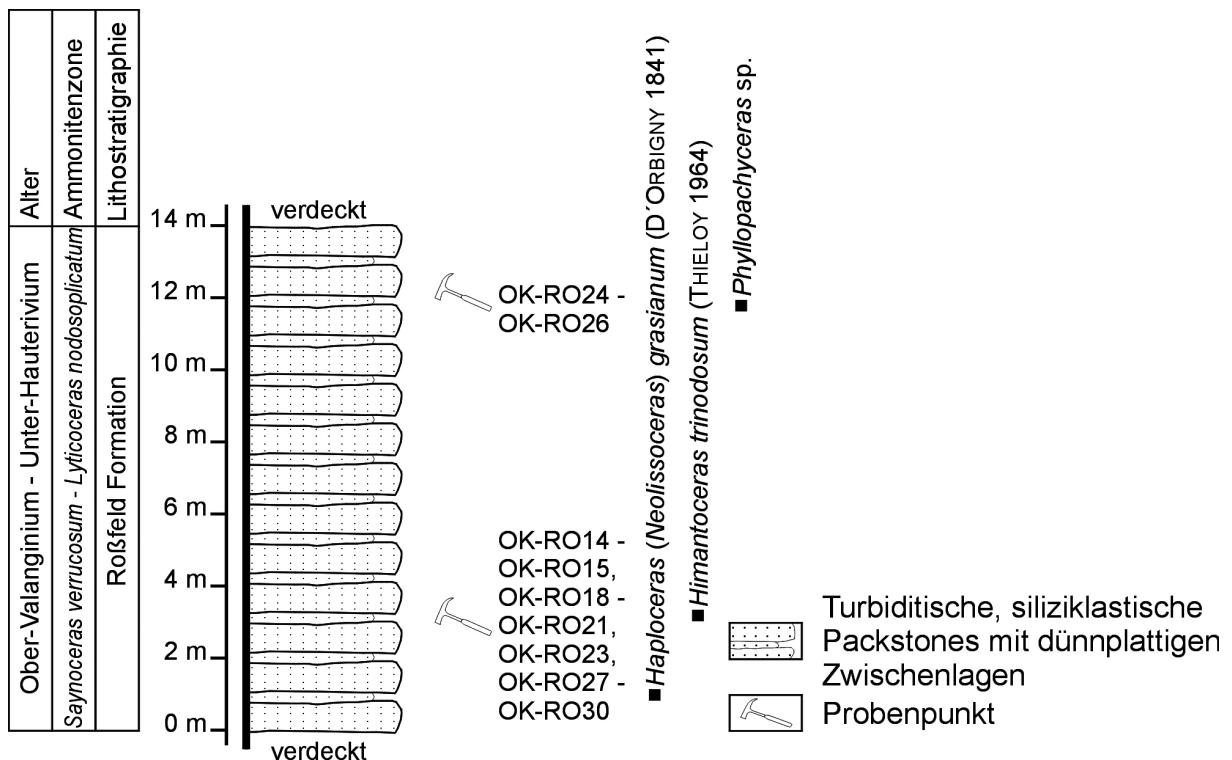 Alter
Ammonitenzone
Lithostratigraphie
Ober-Valanginium - Unter-Hauterivium
Saynoceras verrucosum - Lyticoceras nodosoplicatum
Roßfeld Formation
verdeckt
14 m
12 m
10 m
8 m
6 m
4 m
2 m
0 m
verdeckt
OK-RO24 -
OK-RO26
OK-RO14 -
OK-RO15,
OK-RO18 -
OK-RO21,
OK-RO23,
OK-RO27 -
OK-RO30
Haploceras (Neolissoceras) grasianum (D´ORBIGNY 1841)
Himantoceras trinodosum (THIELOY 1964)
Phyllopachyceras sp.
Turbiditische, siliziklastische
Packstones mit dünnplattigen
Zwischenlagen
Probenpunkt